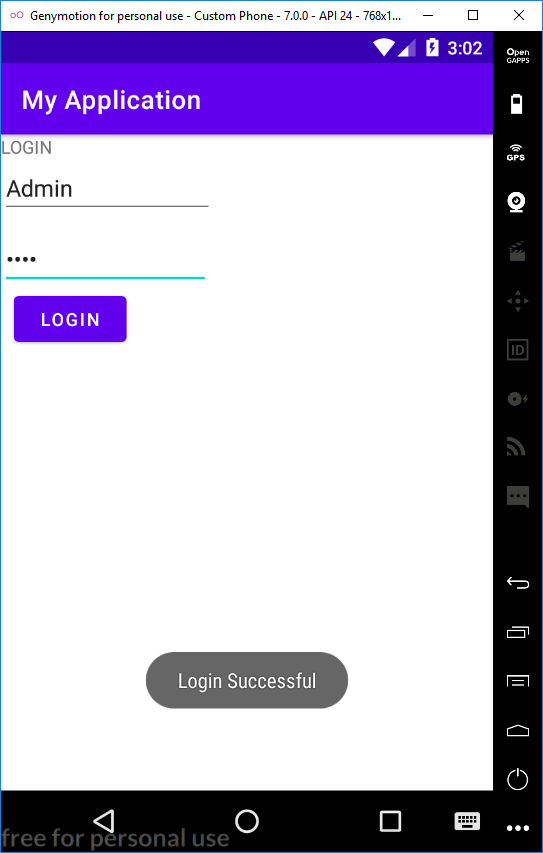 Genymotion for personal use - Custom Phone - 7.0.0 - API 24 - 768x1...
3:02
Open
GAPPS
My Application
GPS
LOGIN
Admin
••••
LOGIN
ID
Login Successful
free for personal use